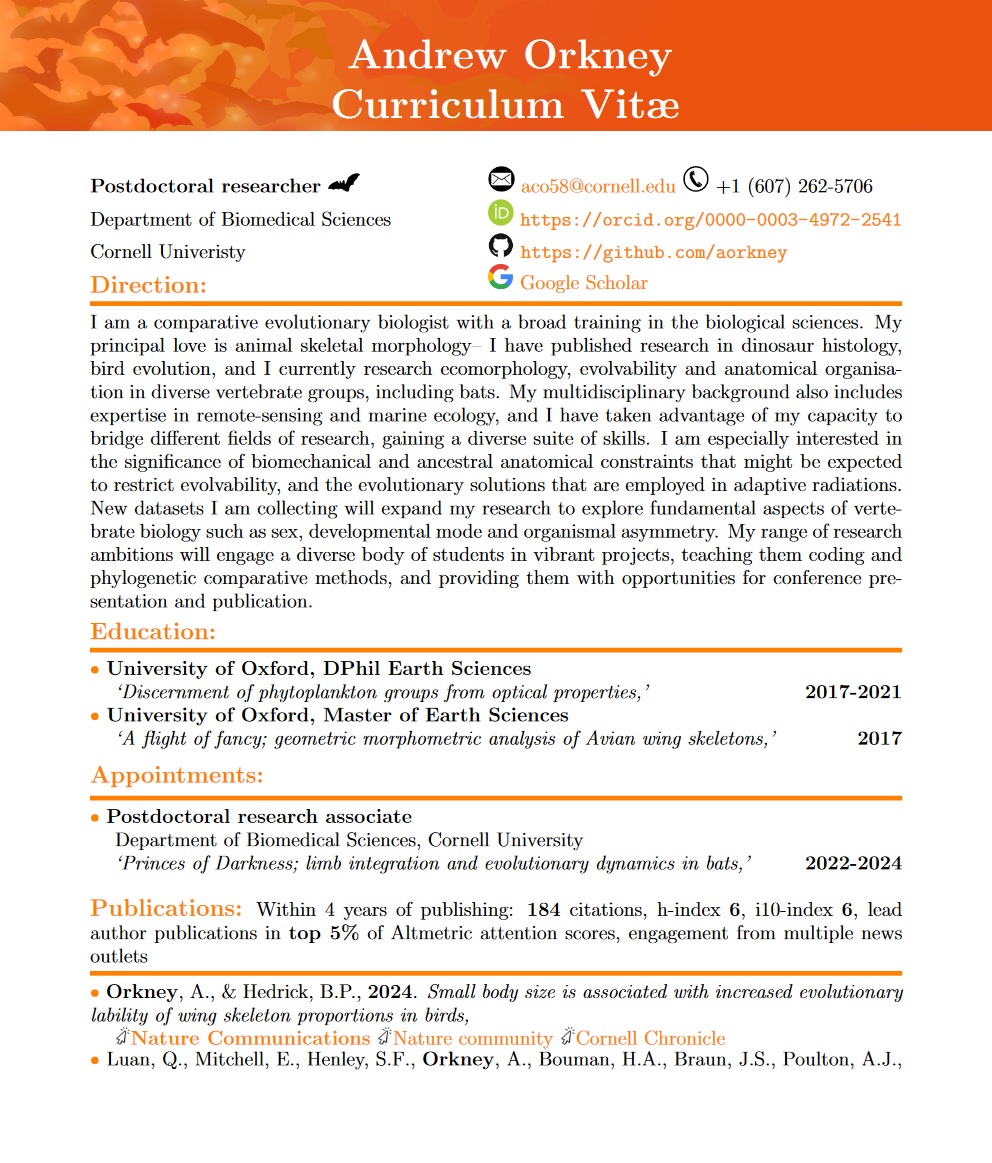 Andrew Orkney
Curriculum Vitæ
Postdoctoral researcher
Department of Biomedical Sciences
Cornell Univeristy
aco58@cornell.edu +1 (607) 262-5706
iD https://orcid.org/0000-0003-4972-2541
https://github.com/aorkney
Google Scholar
Direction:
I am a comparative evolutionary biologist with a broad training in the biological sciences. My
principal love is animal skeletal morphology– I have published research in dinosaur histology,
bird evolution, and I currently research ecomorphology, evolvability and anatomical organisa-
tion in diverse vertebrate groups, including bats. My multidisciplinary background also includes
expertise in remote-sensing and marine ecology, and I have taken advantage of my capacity to
bridge different fields of research, gaining a diverse suite of skills. I am especially interested in
the significance of biomechanical and ancestral anatomical constraints that might be expected
to restrict evolvability, and the evolutionary solutions that are employed in adaptive radiations.
New datasets I am collecting will expand my research to explore fundamental aspects of verte-
brate biology such as sex, developmental mode and organismal asymmetry. My range of research
ambitions will engage a diverse body of students in vibrant projects, teaching them coding and
phylogenetic comparative methods, and providing them with opportunities for conference pre-
sentation and publication.
Education:
• University of Oxford, DPhil Earth Sciences
‘Discernment of phytoplankton groups from optical properties,’ 2017-2021
• University of Oxford, Master of Earth Sciences
‘A flight of fancy; geometric morphometric analysis of Avian wing skeletons,’ 2017
Appointments:
• Postdoctoral research associate
Department of Biomedical Sciences, Cornell University
‘Princes of Darkness; limb integration and evolutionary dynamics in bats,’ 2022-2024
Publications: Within 4 years of publishing: 184 citations, h-index 6, i10-index 6, lead
author publications in top 5% of Altmetric attention scores, engagement from multiple news
outlets
• Orkney, A., & Hedrick, B.P., 2024. Small body size is associated with increased evolutionary
lability of wing skeleton proportions in birds,
Nature Communications Nature community Cornell Chronicle
• Luan, Q., Mitchell, E., Henley, S.F., Orkney, A., Bouman, H.A., Braun, J.S., Poulton, A.J.,